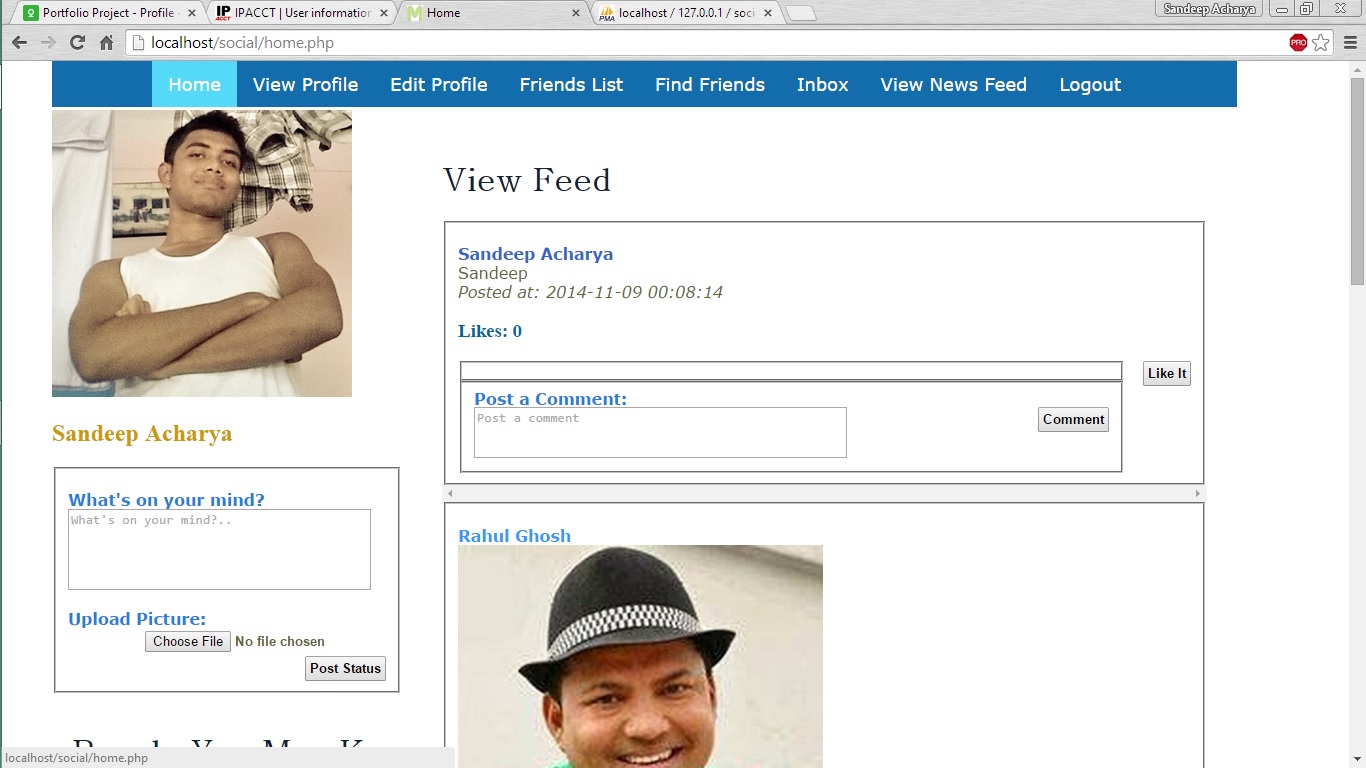 Portfolio Project - Profile
IPACCT | User information
Home
localhost / 127.0.0.1 / soci
Sandeep Acharya
localhost/social/home.php
PRO
Home View Profile Edit Profile Friends List Find Friends Inbox View News Feed Logout
Sandeep Acharya
What's on your mind?
What's on your mind?..
Upload Picture:
Choose File No file chosen
Post Status
View Feed
Sandeep Acharya
Sandeep
Posted at: 2014-11-09 00:08:14
Likes: 0
Like It
Post a Comment:
Post a comment
Comment
Rahul Ghosh
localhost/social/home.php